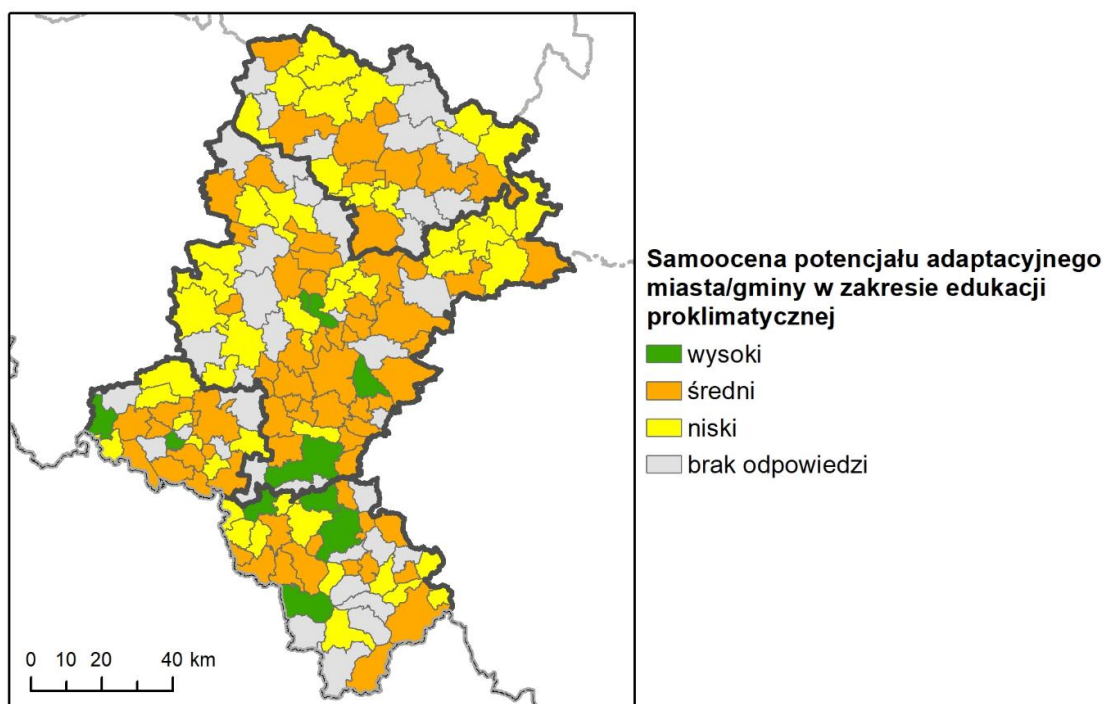 Samoocena potencjału adaptacyjnego
miasta/gminy w zakresie edukacji
proklimatycznej
wysoki
średni
niski
brak odpowiedzi
0 10 20 40 km